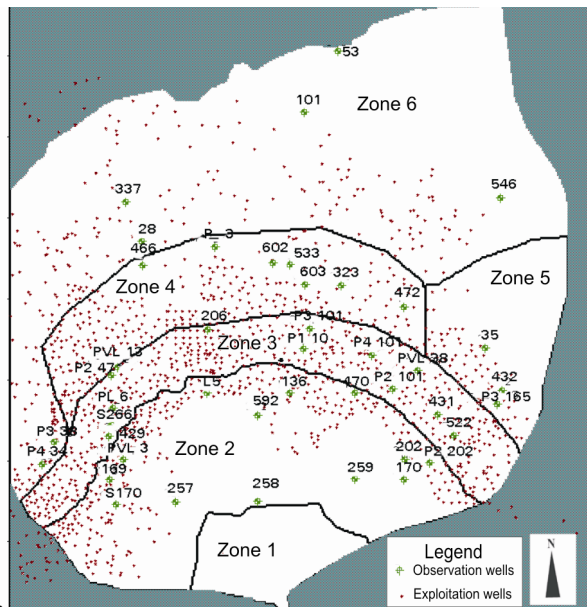 53
101
Zone 6
337
546
28
P_ 3
466
602
533
603
323
Zone 5
Zone 4
472
206
P3 101
35
Zone 3
P1 10
P4 101
PVL 13
PVL 38
P2 47
P2 101
432
L5
136
470
P3 165
PL 6
592
431
S266
P3 38
429
522
Zone 2
P4 34
PVL 3
202
P2 202
169
259
170
S170
257
258
Zone 1
N
Legend
Observation wells
Exploitation wells